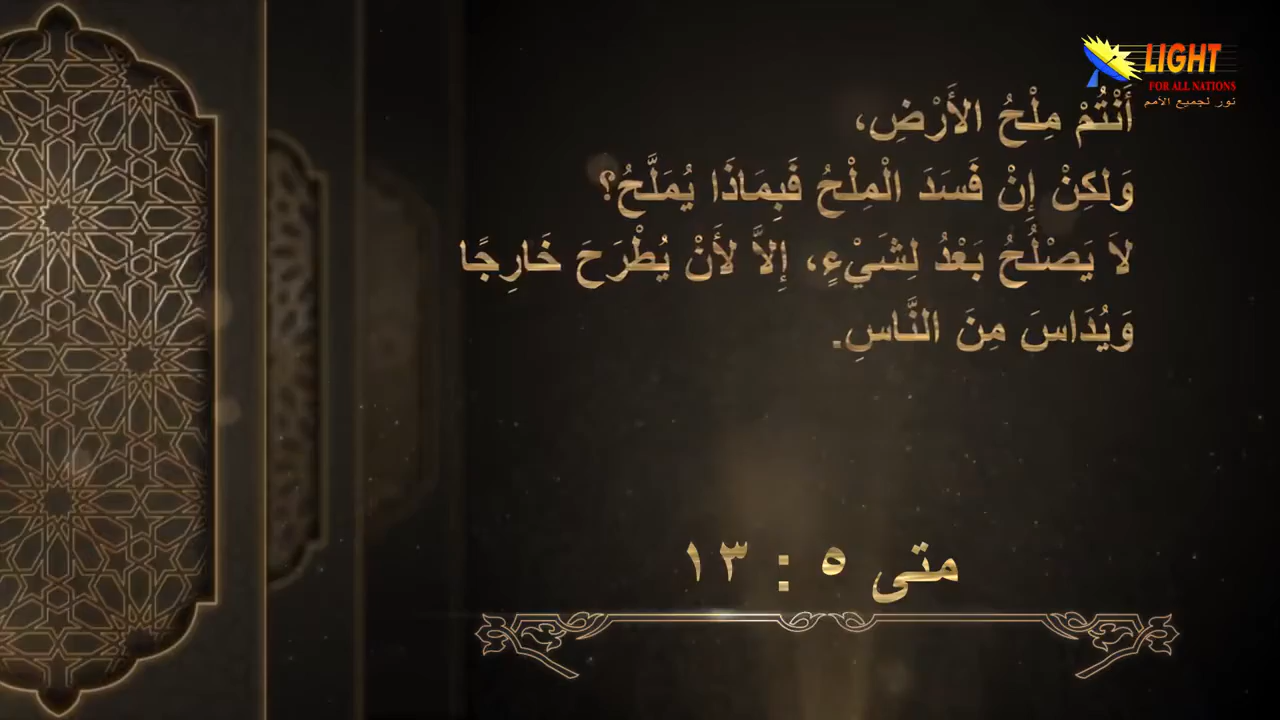 LIGHT
FOR ALL NATIONS
نور لجميع الأمم
أَنْتُمْ مِلْحُ الأَرْضِ،
وَلكِنْ إِنْ فَسَدَ الْمِلْحُ فَبِمَاذَا يُمَلَّحُ؟
لاَ يَصْلُحُ بَعْدُ لِشَيْءٍ، إِلاَّ لأَنْ يُطْرَحَ خَارِجًا
وَيُدَاسَ مِنَ النَّاسِ.
متى ٥ : ١٣